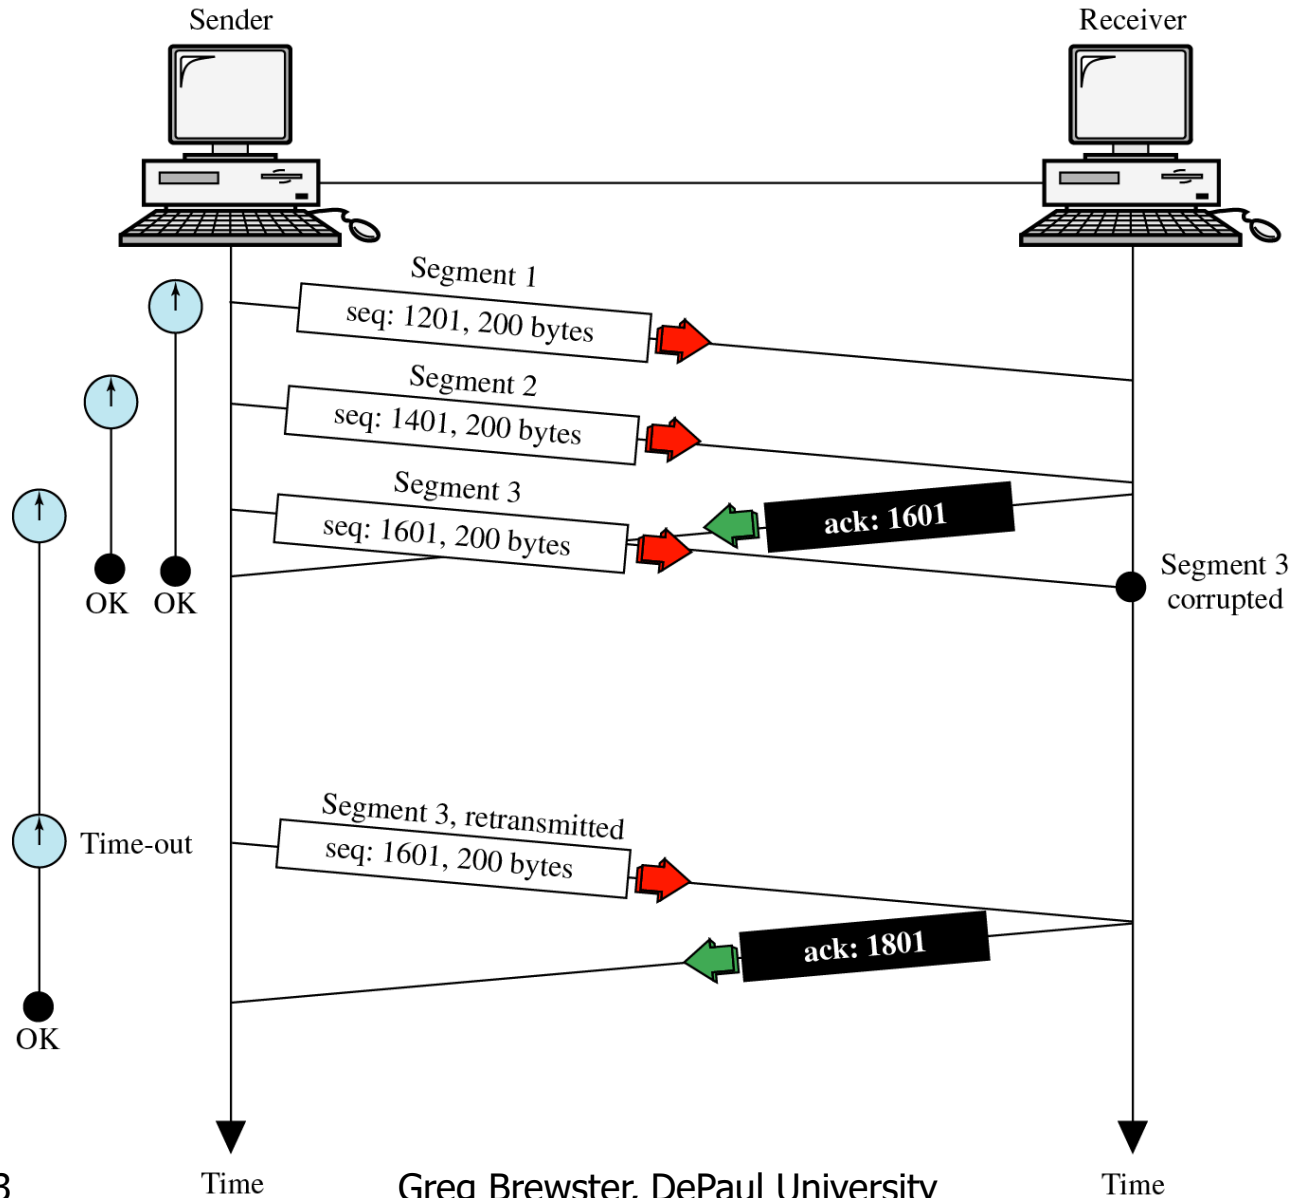 Sender
Receiver
Segment 1
seq: 1201, 200 bytes
Segment 2
seq: 1401, 200 bytes
Segment 3
seq: 1601, 200 bytes
ack: 1601
Segment 3
corrupted
OK
OK
Segment 3, retransmitted
seq: 1601, 200 bytes
Time-out
ack: 1801
OK
3
Time
Greg Brewster, DePaul University
Time